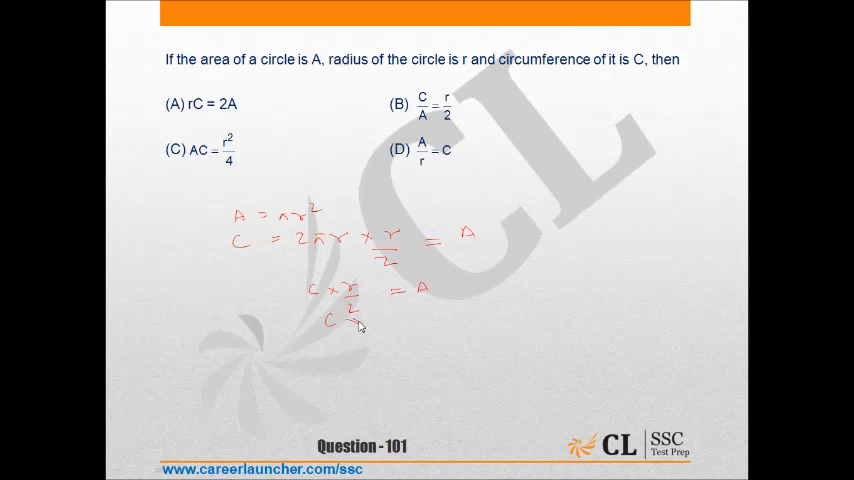 If the area of a circle is A, radius of the circle is r and circumference of it is C, then
(A) rC = 2A
(B) C/A = r/2
(C) AC = r²/4
(D) A/r = C
A = πr²
C = 2πr × r/2 = A
C × r/2 = A
C
Question - 101
CL SSC Test Prep
www.careerlauncher.com/ssc